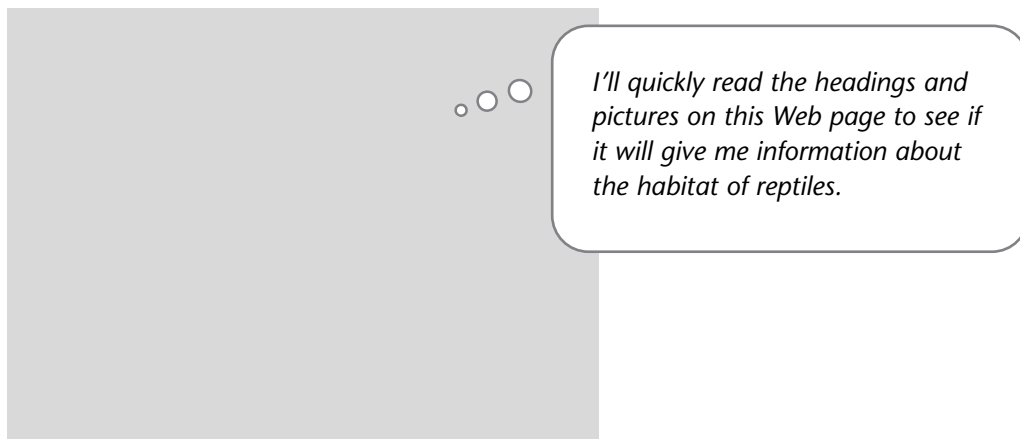 I’ll quickly read the headings and
pictures on this Web page to see if
it will give me information about
the habitat of reptiles.